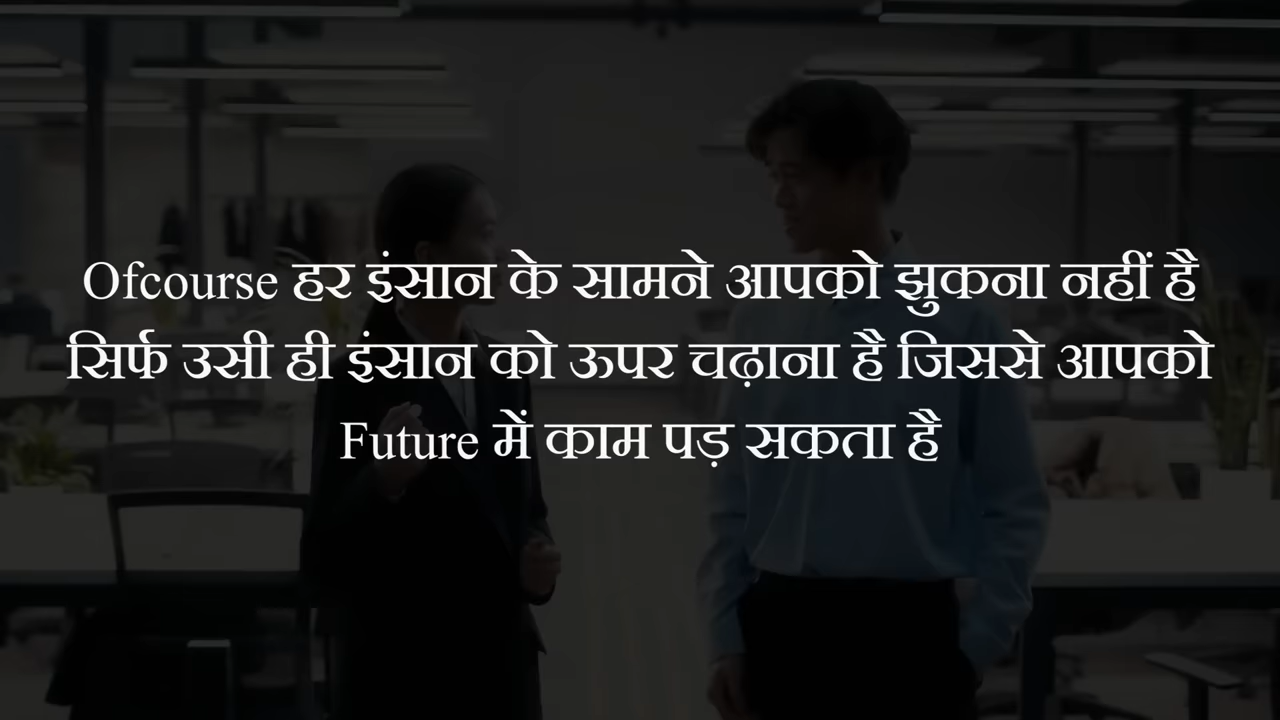 Ofcourse हर इंसान के सामने आपको झुकना नहीं है
सिर्फ उसी ही इंसान को ऊपर चढ़ाना है जिससे आपको
Future में काम पड़ सकता है